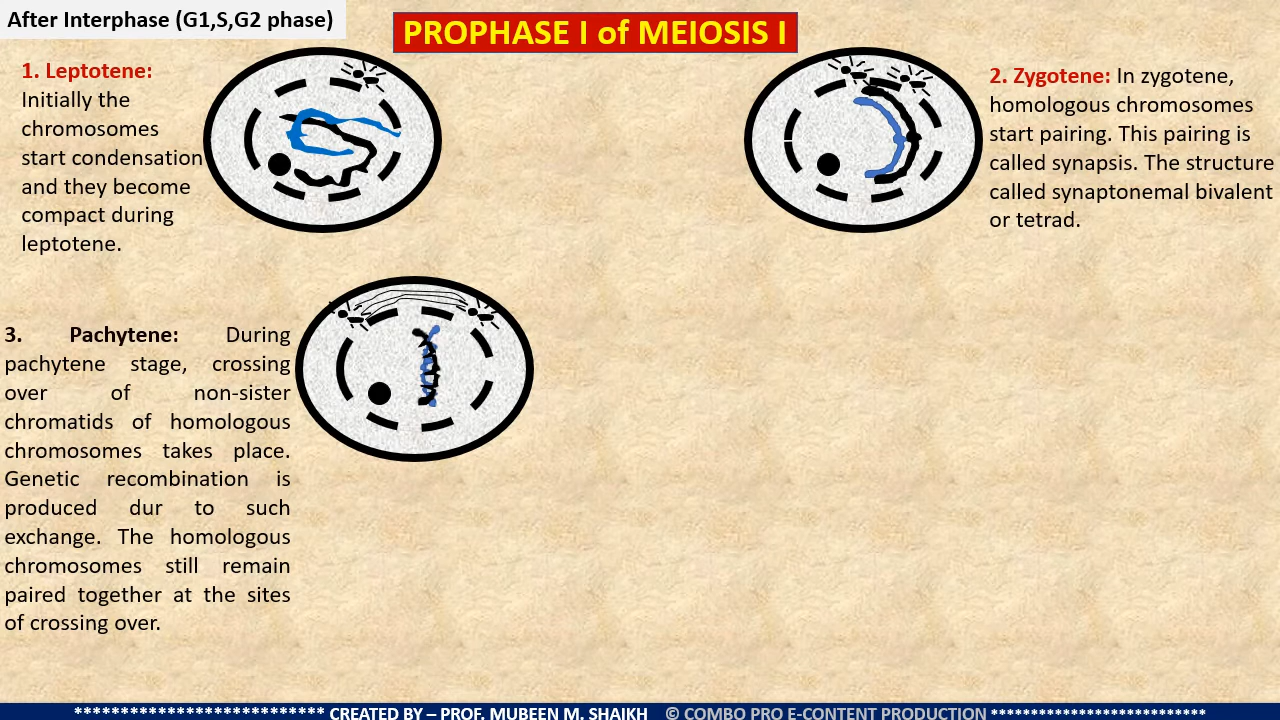 After Interphase (G1,S,G2 phase)
PROPHASE I of MEIOSIS I
1. Leptotene:
Initially the
chromosomes
start condensation
and they become
compact during
leptotene.
2. Zygotene: In zygotene,
homologous chromosomes
start pairing. This pairing is
called synapsis. The structure
called synaptonemal bivalent
or tetrad.
3. Pachytene: During
pachytene stage, crossing
over of non-sister
chromatids of homologous
chromosomes takes place.
Genetic recombination is
produced dur to such
exchange. The homologous
chromosomes still remain
paired together at the sites
of crossing over.
*************************** CREATED BY – PROF. MUBEEN M. SHAIKH © COMBO PRO E-CONTENT PRODUCTION ***************************